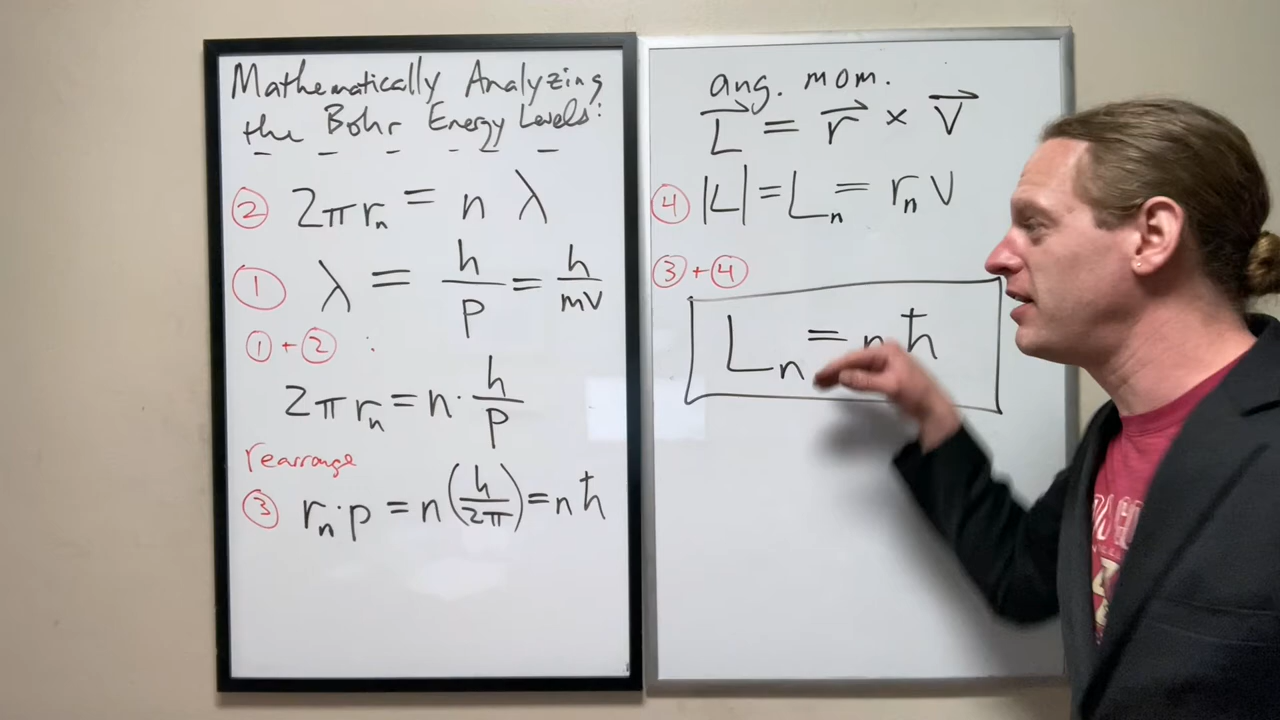 Mathematically Analyzing
the Bohr Energy Levels:
② 2πrₙ = n λ
① λ = h/p = h/mv
① + ② :
2πrₙ = n · h/p
rearrange
③ rₙ·p = n(h/2π) = nħ
ang. mom.
L⃗ = r⃗ × v⃗
④ |L| = Lₙ = rₙ v
③ + ④
Lₙ = nħ